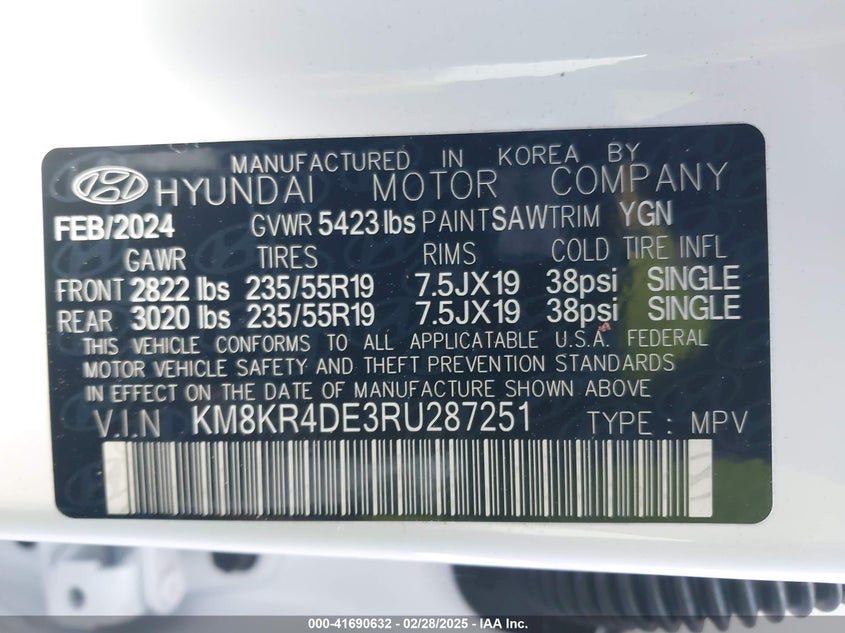 MANUFACTURED IN KOREA BY
HYUNDAI MOTOR COMPANY
FEB/2024 GVWR 5423 lbs PAINT SAW TRIM YGN
GAWR TIRES RIMS COLD TIRE INFL
FRONT 2822 lbs 235/55R19 7.5JX19 38psi SINGLE
REAR 3020 lbs 235/55R19 7.5JX19 38psi SINGLE
THIS VEHICLE CONFORMS TO ALL APPLICATABLE U.S.A. FEDERAL
MOTOR VEHICLE SAFETY AND THEFT PREVENTION STANDARDS
IN EFFECT ON THE DATE OF MANUFACTURE SHOWN ABOVE
V.I.N KM8KR4DE3RU287251 TYPE : MPV
000-41690632 - 02/28/2025 - IAA Inc.